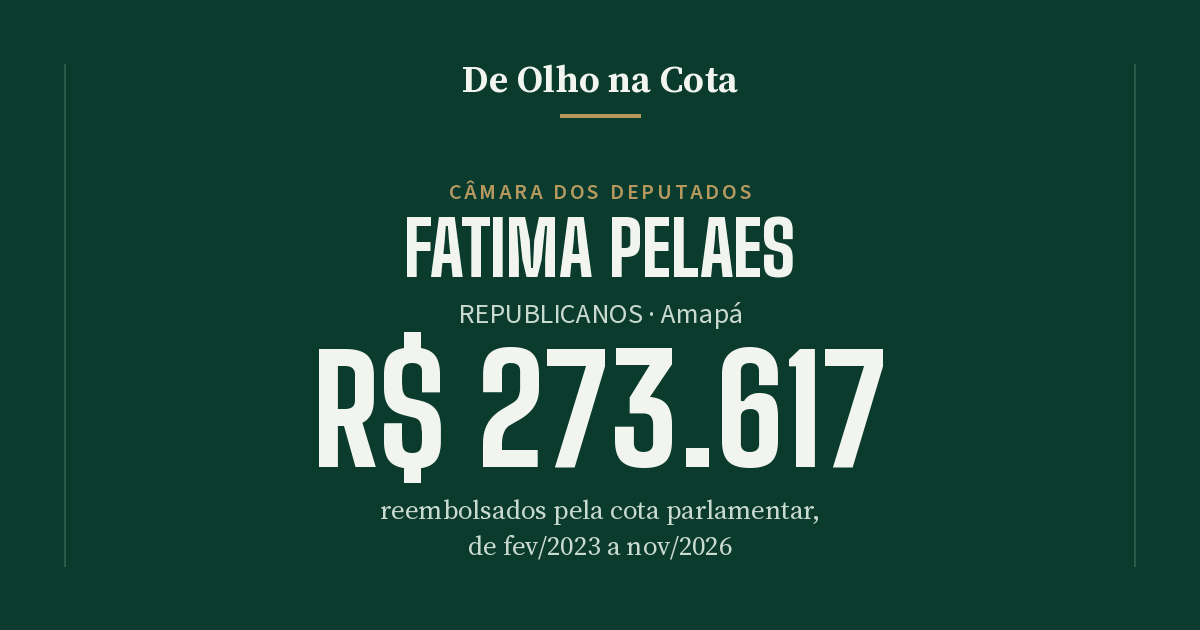 De Olho na Cota
CÂMARA DOS DEPUTADOS
FATIMA PELAES
REPUBLICANOS · Amapá
R$ 273.617
reembolsados pela cota parlamentar,
de fev/2023 a nov/2026